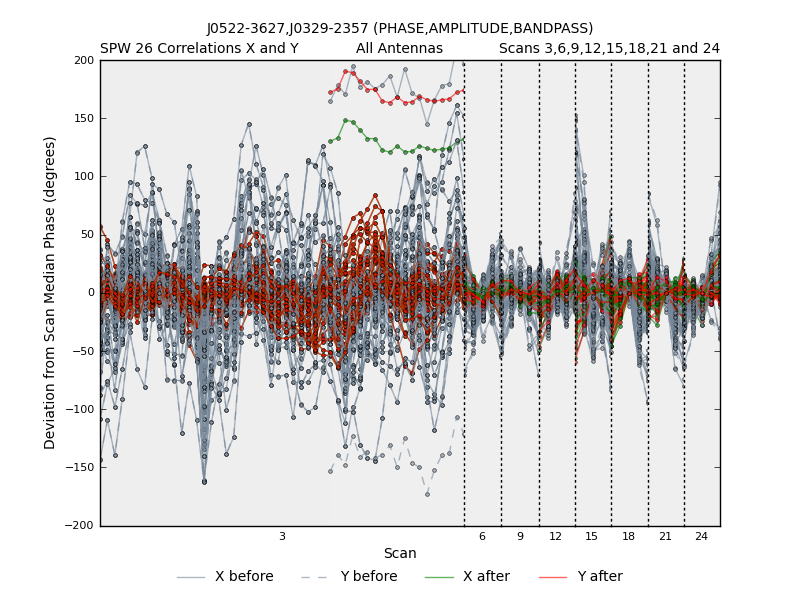 J0522-3627,J0329-2357 (PHASE,AMPLITUDE,BANDPASS)
SPW 26 Correlations X and Y All Antennas Scans 3,6,9,12,15,18,21 and 24
Deviation from Scan Median Phase (degrees)
200
150
100
50
0
−50
−100
−150
−200
3 6 9 12 15 18 21 24
Scan
X before Y before X after Y after